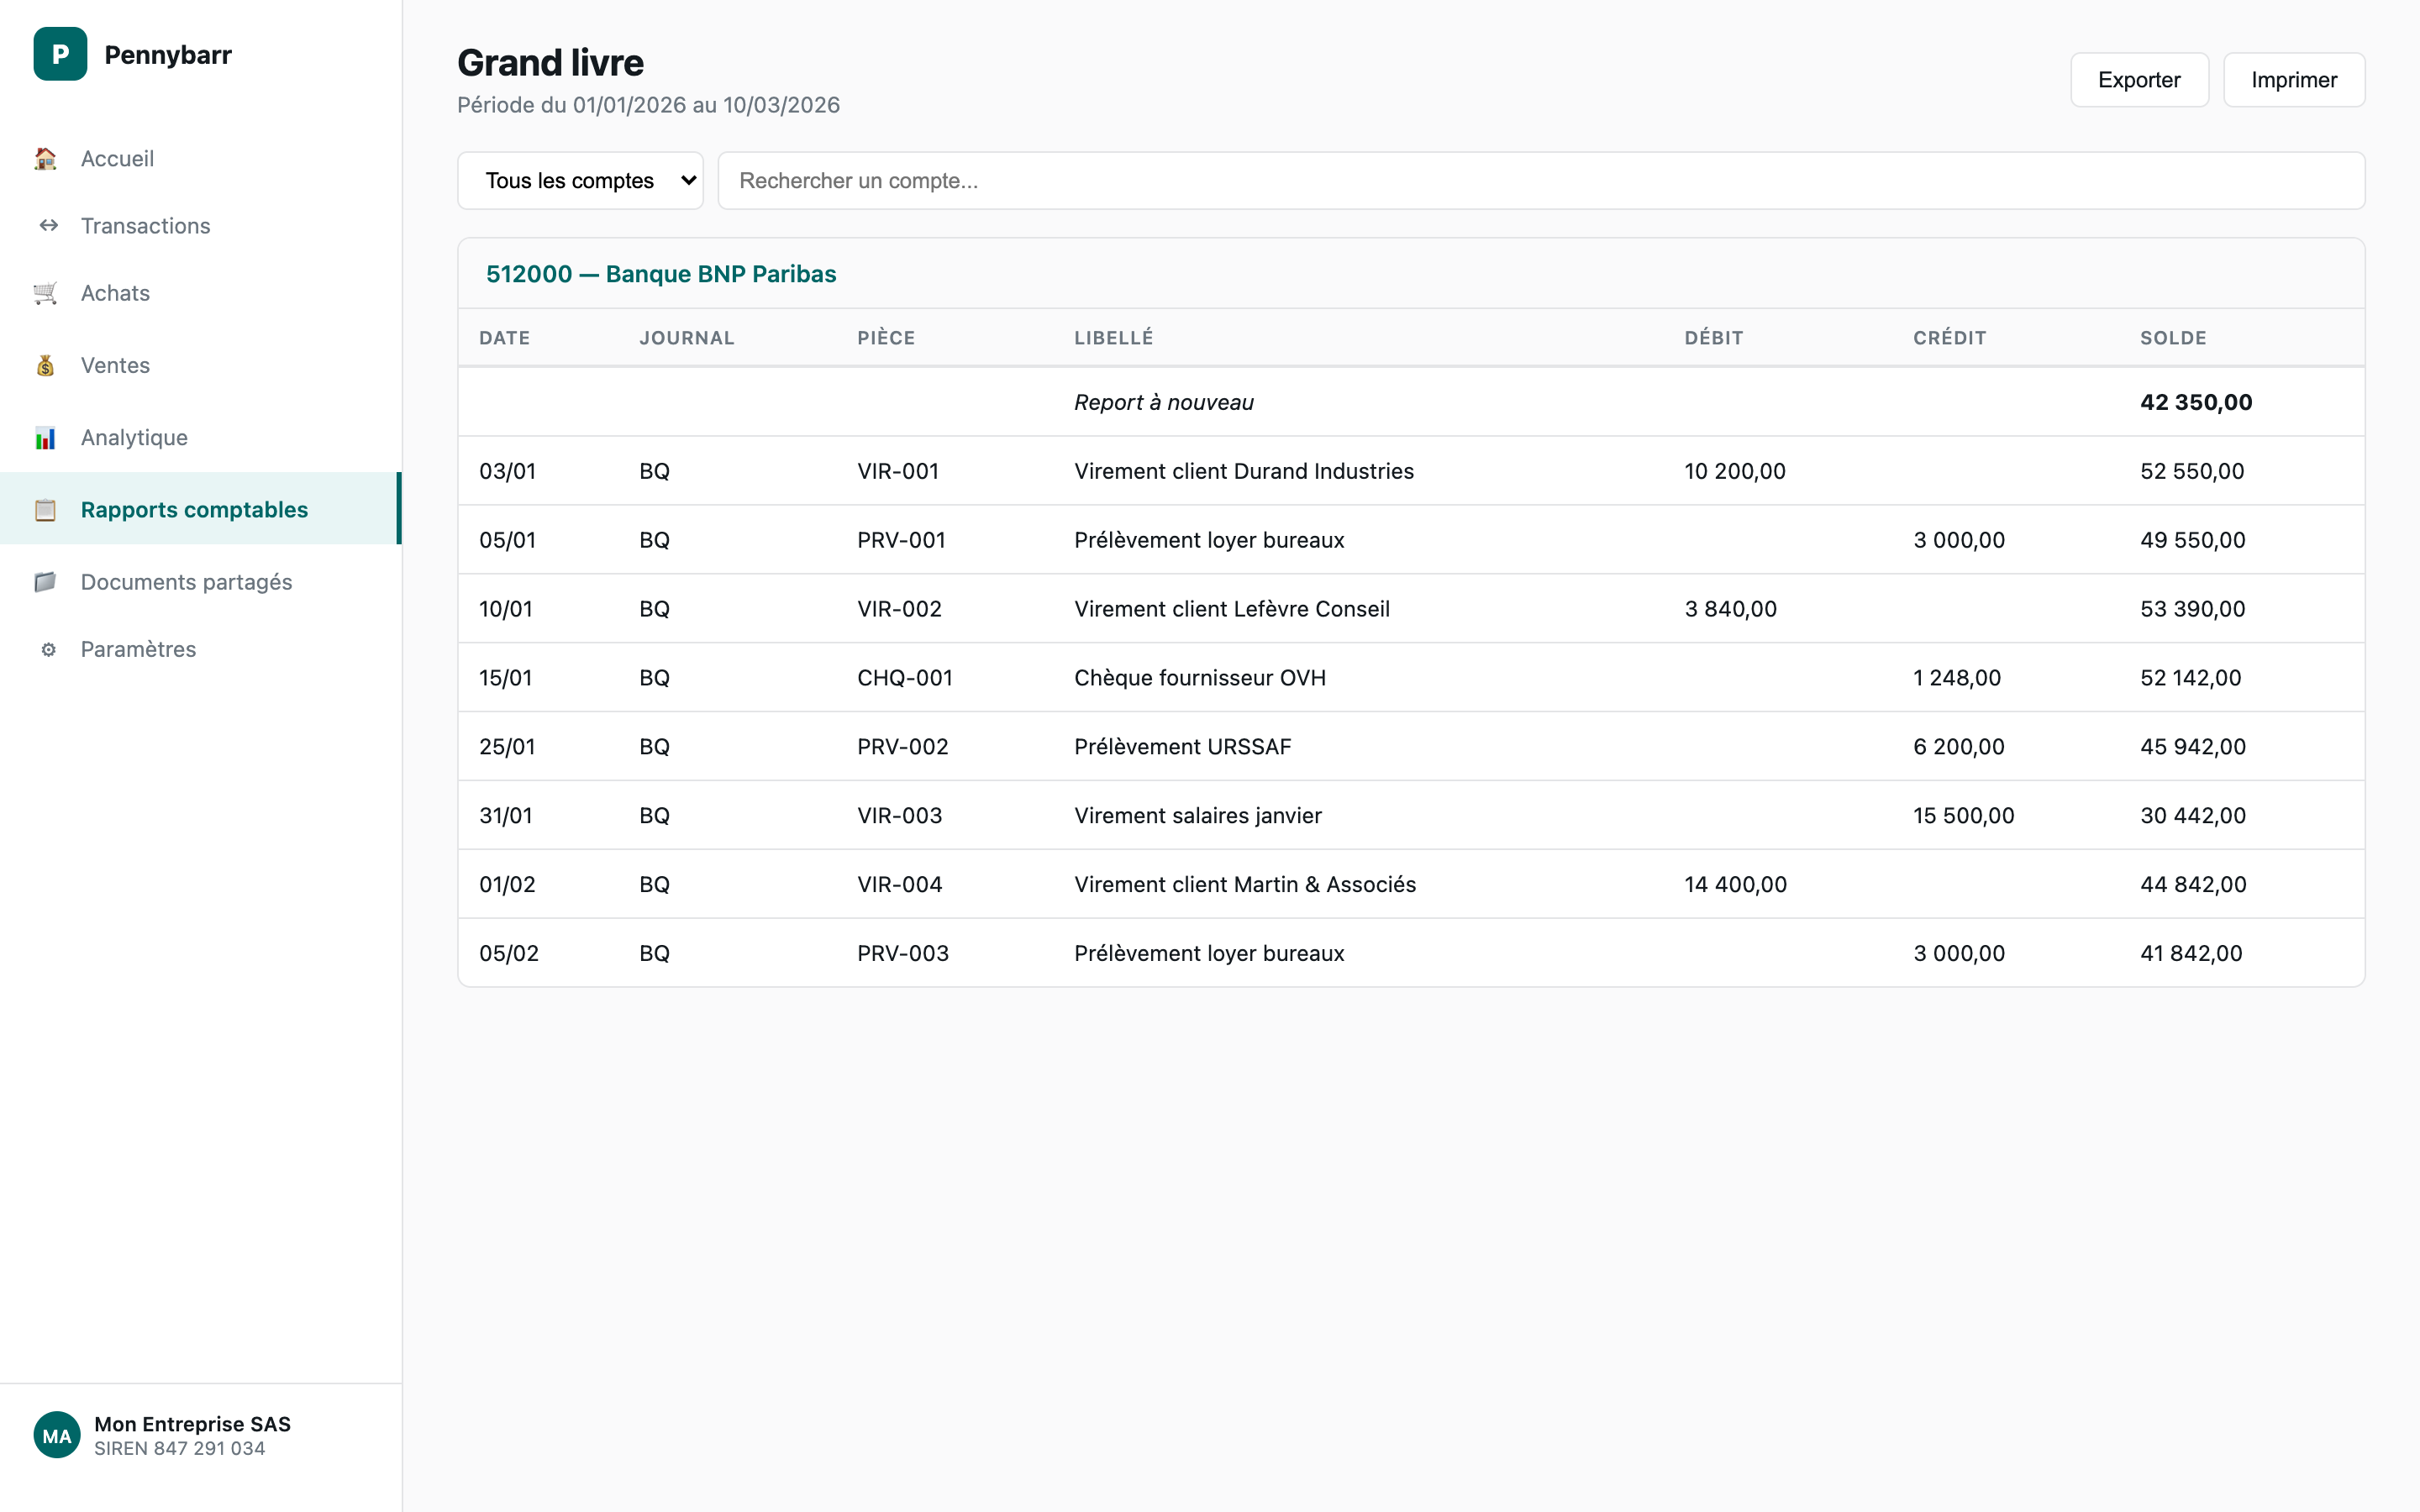 P Pennybarr
Accueil
Transactions
Achats
Ventes
Analytique
Rapports comptables
Documents partagés
Paramètres
MA
Mon Entreprise SAS
SIREN 847 291 034
Grand livre
Période du 01/01/2026 au 10/03/2026
Exporter Imprimer
Tous les comptes Rechercher un compte...
512000 — Banque BNP Paribas
DATE JOURNAL PIÈCE LIBELLÉ DÉBIT CRÉDIT SOLDE
Report à nouveau 42 350,00
03/01 BQ VIR-001 Virement client Durand Industries 10 200,00 52 550,00
05/01 BQ PRV-001 Prélèvement loyer bureaux 3 000,00 49 550,00
10/01 BQ VIR-002 Virement client Lefèvre Conseil 3 840,00 53 390,00
15/01 BQ CHQ-001 Chèque fournisseur OVH 1 248,00 52 142,00
25/01 BQ PRV-002 Prélèvement URSSAF 6 200,00 45 942,00
31/01 BQ VIR-003 Virement salaires janvier 15 500,00 30 442,00
01/02 BQ VIR-004 Virement client Martin & Associés 14 400,00 44 842,00
05/02 BQ PRV-003 Prélèvement loyer bureaux 3 000,00 41 842,00